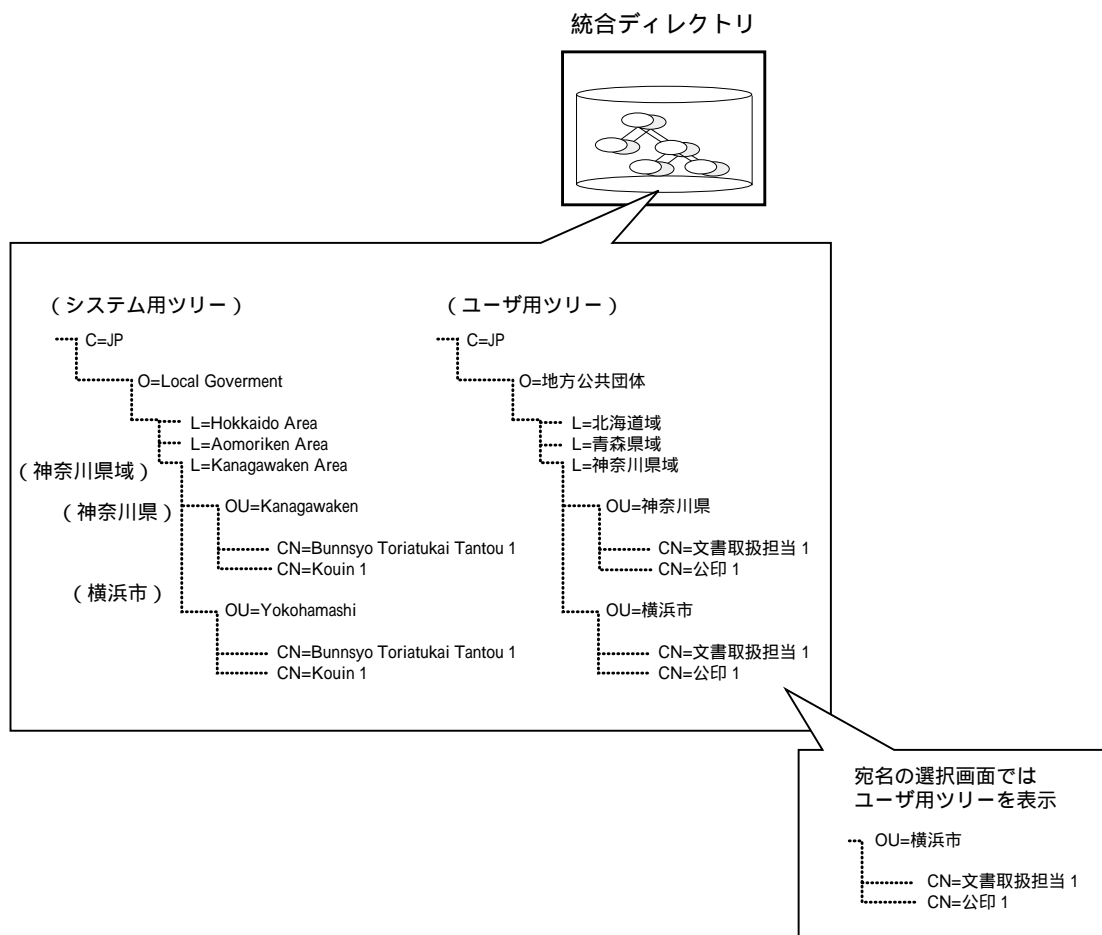 統合ディレクトリ
（システム用ツリー）
C=JP
O=Local Goverment
L=Hokkaido Area
L=Aomoriken Area
L=Kanagawaken Area
（神奈川県域）
（神奈川県）
OU=Kanagawaken
CN=Bunnsyo Toriatukai Tantou 1
CN=Kouin 1
（横浜市）
OU=Yokohamashi
CN=Bunnsyo Toriatukai Tantou 1
CN=Kouin 1
（ユーザ用ツリー）
C=JP
O=地方公共団体
L=北海道域
L=青森県域
L=神奈川県域
OU=神奈川県
CN=文書取扱担当 1
CN=公印 1
OU=横浜市
CN=文書取扱担当 1
CN=公印 1
宛名の選択画面では
ユーザ用ツリーを表示
OU=横浜市
CN=文書取扱担当 1
CN=公印 1